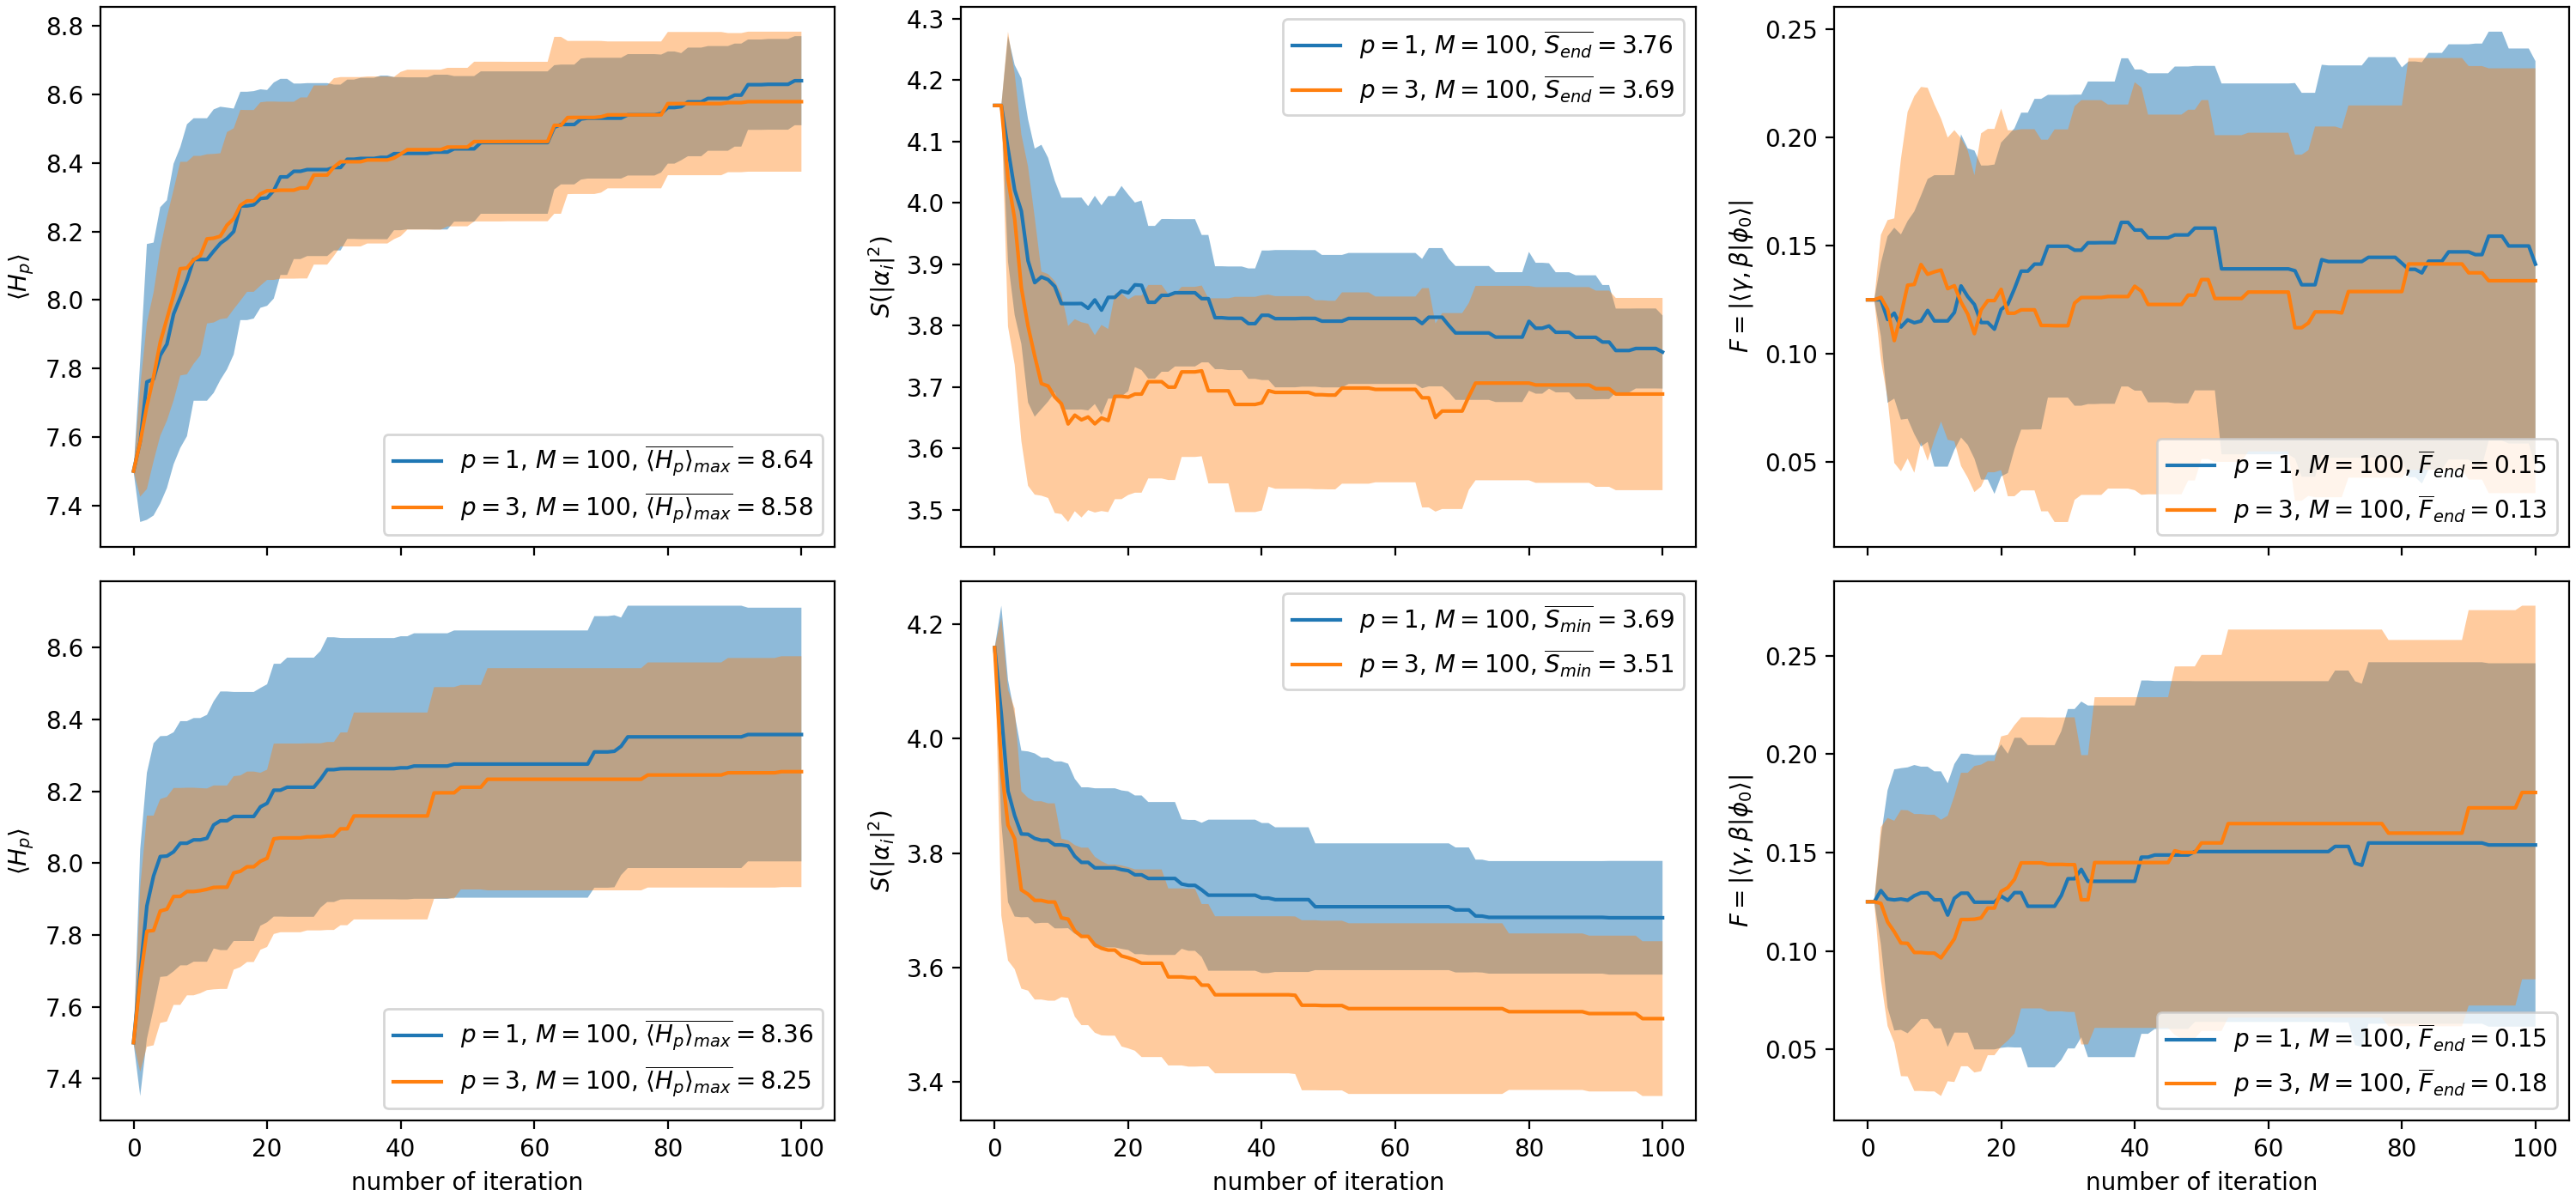 8.8
8.6
8.4
8.2
8.0
7.8
7.6
7.4
⟨H_p⟩
p = 1, M = 100, \overline{⟨H_p⟩}_{max} = 8.64
p = 3, M = 100, \overline{⟨H_p⟩}_{max} = 8.58
4.3
4.2
4.1
4.0
3.9
3.8
3.7
3.6
3.5
S(|α_i|^2)
p = 1, M = 100, \overline{S_{end}} = 3.76
p = 3, M = 100, \overline{S_{end}} = 3.69
0.25
0.20
0.15
0.10
0.05
F = |⟨γ, β|ϕ_0⟩|
p = 1, M = 100, \overline{F}_{end} = 0.15
p = 3, M = 100, \overline{F}_{end} = 0.13
8.6
8.4
8.2
8.0
7.8
7.6
7.4
⟨H_p⟩
p = 1, M = 100, \overline{⟨H_p⟩}_{max} = 8.36
p = 3, M = 100, \overline{⟨H_p⟩}_{max} = 8.25
0 20 40 60 80 100
number of iteration
4.2
4.0
3.8
3.6
3.4
S(|α_i|^2)
p = 1, M = 100, \overline{S_{min}} = 3.69
p = 3, M = 100, \overline{S_{min}} = 3.51
0 20 40 60 80 100
number of iteration
0.25
0.20
0.15
0.10
0.05
F = |⟨γ, β|ϕ_0⟩|
p = 1, M = 100, \overline{F}_{end} = 0.15
p = 3, M = 100, \overline{F}_{end} = 0.18
0 20 40 60 80 100
number of iteration